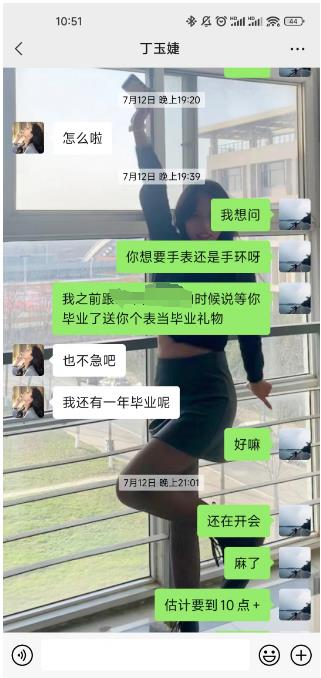 10:51
44
丁玉婕
7月12日 晚上19:20
怎么啦
7月12日 晚上19:39
我想问
你想要手表还是手环呀
我之前跟
时候说等你
毕业了送你个表当毕业礼物
也不急吧
我还有一年毕业呢
好嘛
7月12日 晚上21:01
还在开会
麻了
估计要到10点+